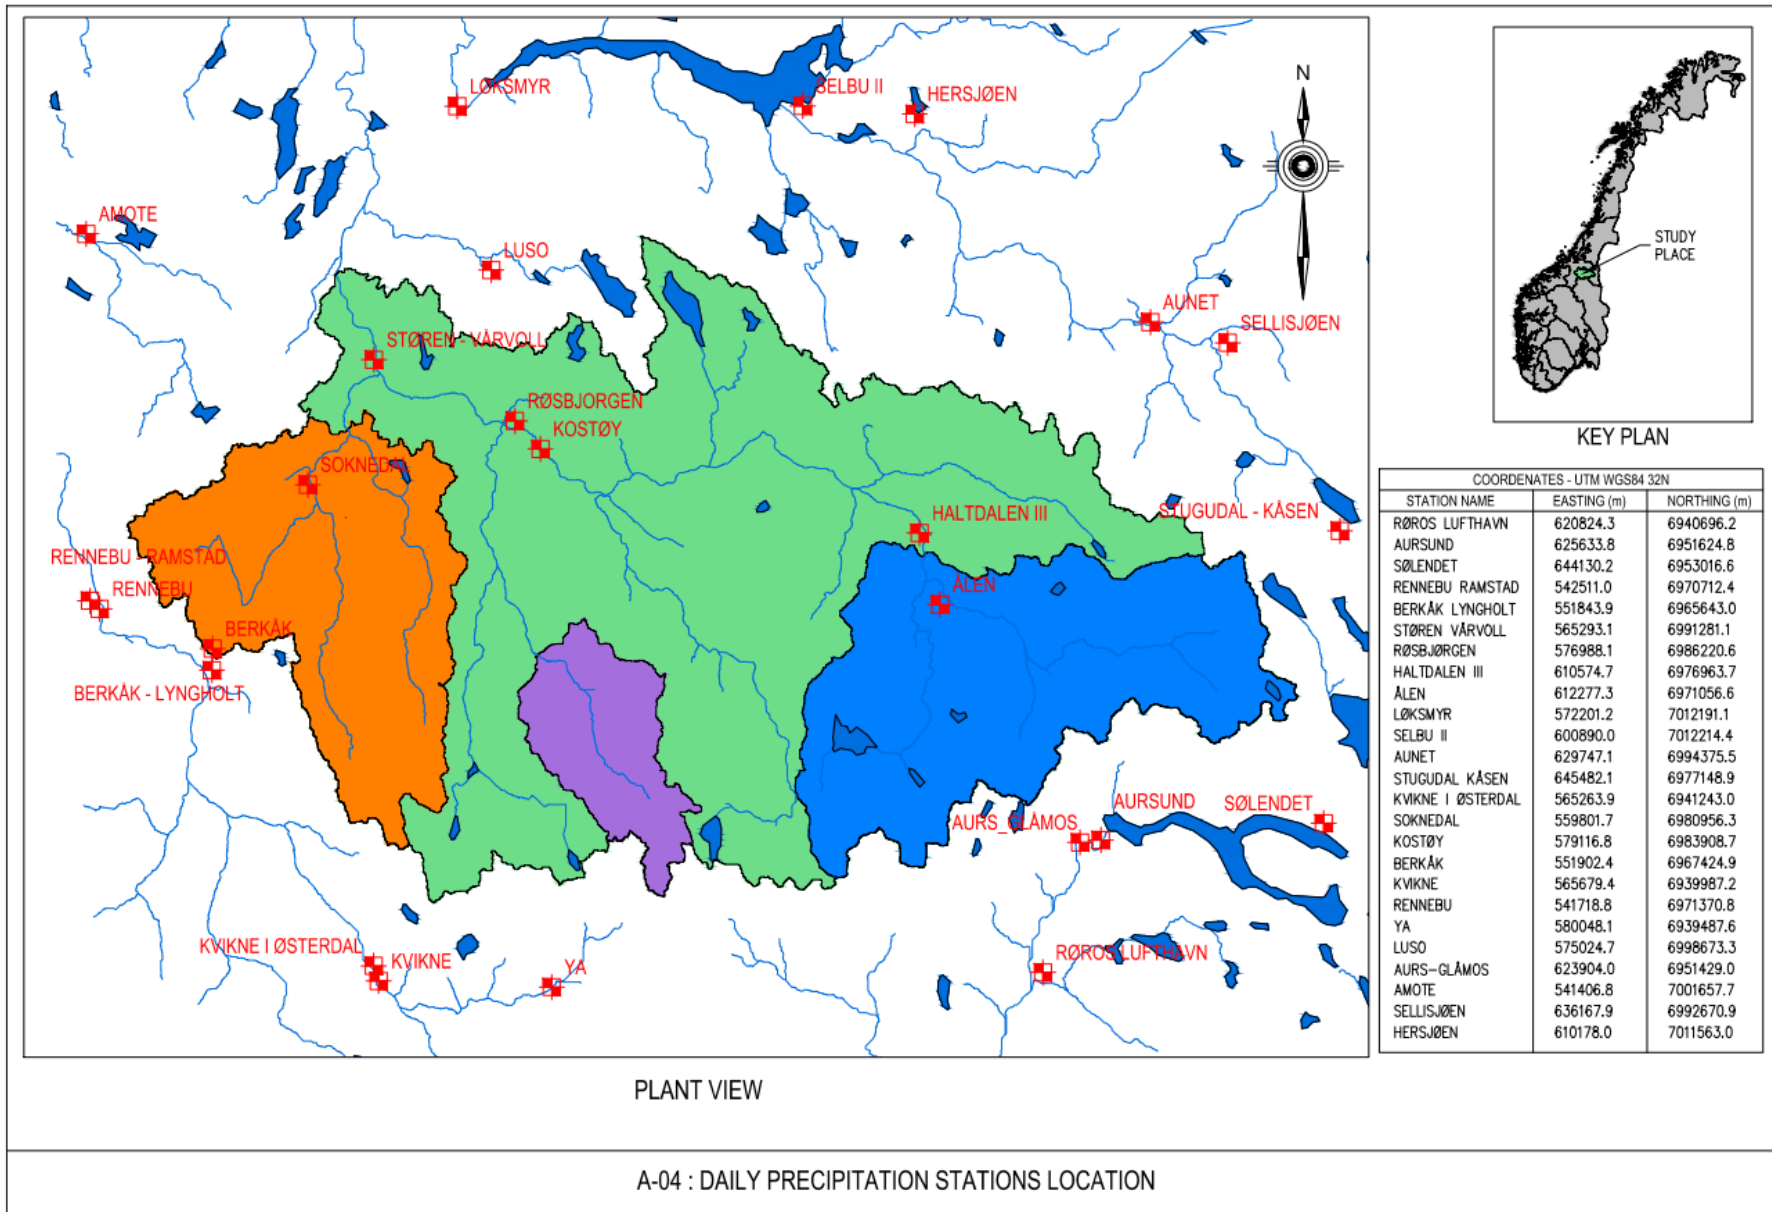 LØKSMYR
SELBU II
HERSJØEN
N
AMOTE
LUSO
AUNET
SELLISJØEN
STØREN - VÅRVOLL
RØSBJORGEN
KOSTØY
SOKNEDAL
HALTDALEN III
STUGUDAL - KÅSEN
RENNEBU - RAMSTAD
RENNEBU
ÅLEN
BERKÅK
BERKÅK - LYNGHOLT
AURSUND
SØLENDET
AURS_GLÅMOS
KVIKNE I ØSTERDAL
KVIKNE
YA
RØROS LUFTHAVN
STUDY
PLACE
KEY PLAN
COORDENATES - UTM WGS84 32N
STATION NAME EASTING (m) NORTHING (m)
RØROS LUFTHAVN 620824.3 6940696.2
AURSUND 625633.8 6951624.8
SØLENDET 644130.2 6953016.6
RENNEBU RAMSTAD 542511.0 6970712.4
BERKÅK LYNGHOLT 551843.9 6965643.0
STØREN VÅRVOLL 565293.1 6991281.1
RØSBJØRGEN 576988.1 6986220.6
HALTDALEN III 610574.7 6976963.7
ÅLEN 612277.3 6971056.6
LØKSMYR 572201.2 7012191.1
SELBU II 600890.0 7012214.4
AUNET 629747.1 6994375.5
STUGUDAL KÅSEN 645482.1 6977148.9
KVIKNE I ØSTERDAL 565263.9 6941243.0
SOKNEDAL 559801.7 6980956.3
KOSTØY 579116.8 6983908.7
BERKÅK 551902.4 6967424.9
KVIKNE 565679.4 6939987.2
RENNEBU 541718.8 6971370.8
YA 580048.1 6939487.6
LUSO 575024.7 6998673.3
AURS-GLÅMOS 623904.0 6951429.0
AMOTE 541406.8 7001657.7
SELLISJØEN 636167.9 6992670.9
HERSJØEN 610178.0 7011563.0
PLANT VIEW
A-04 : DAILY PRECIPITATION STATIONS LOCATION